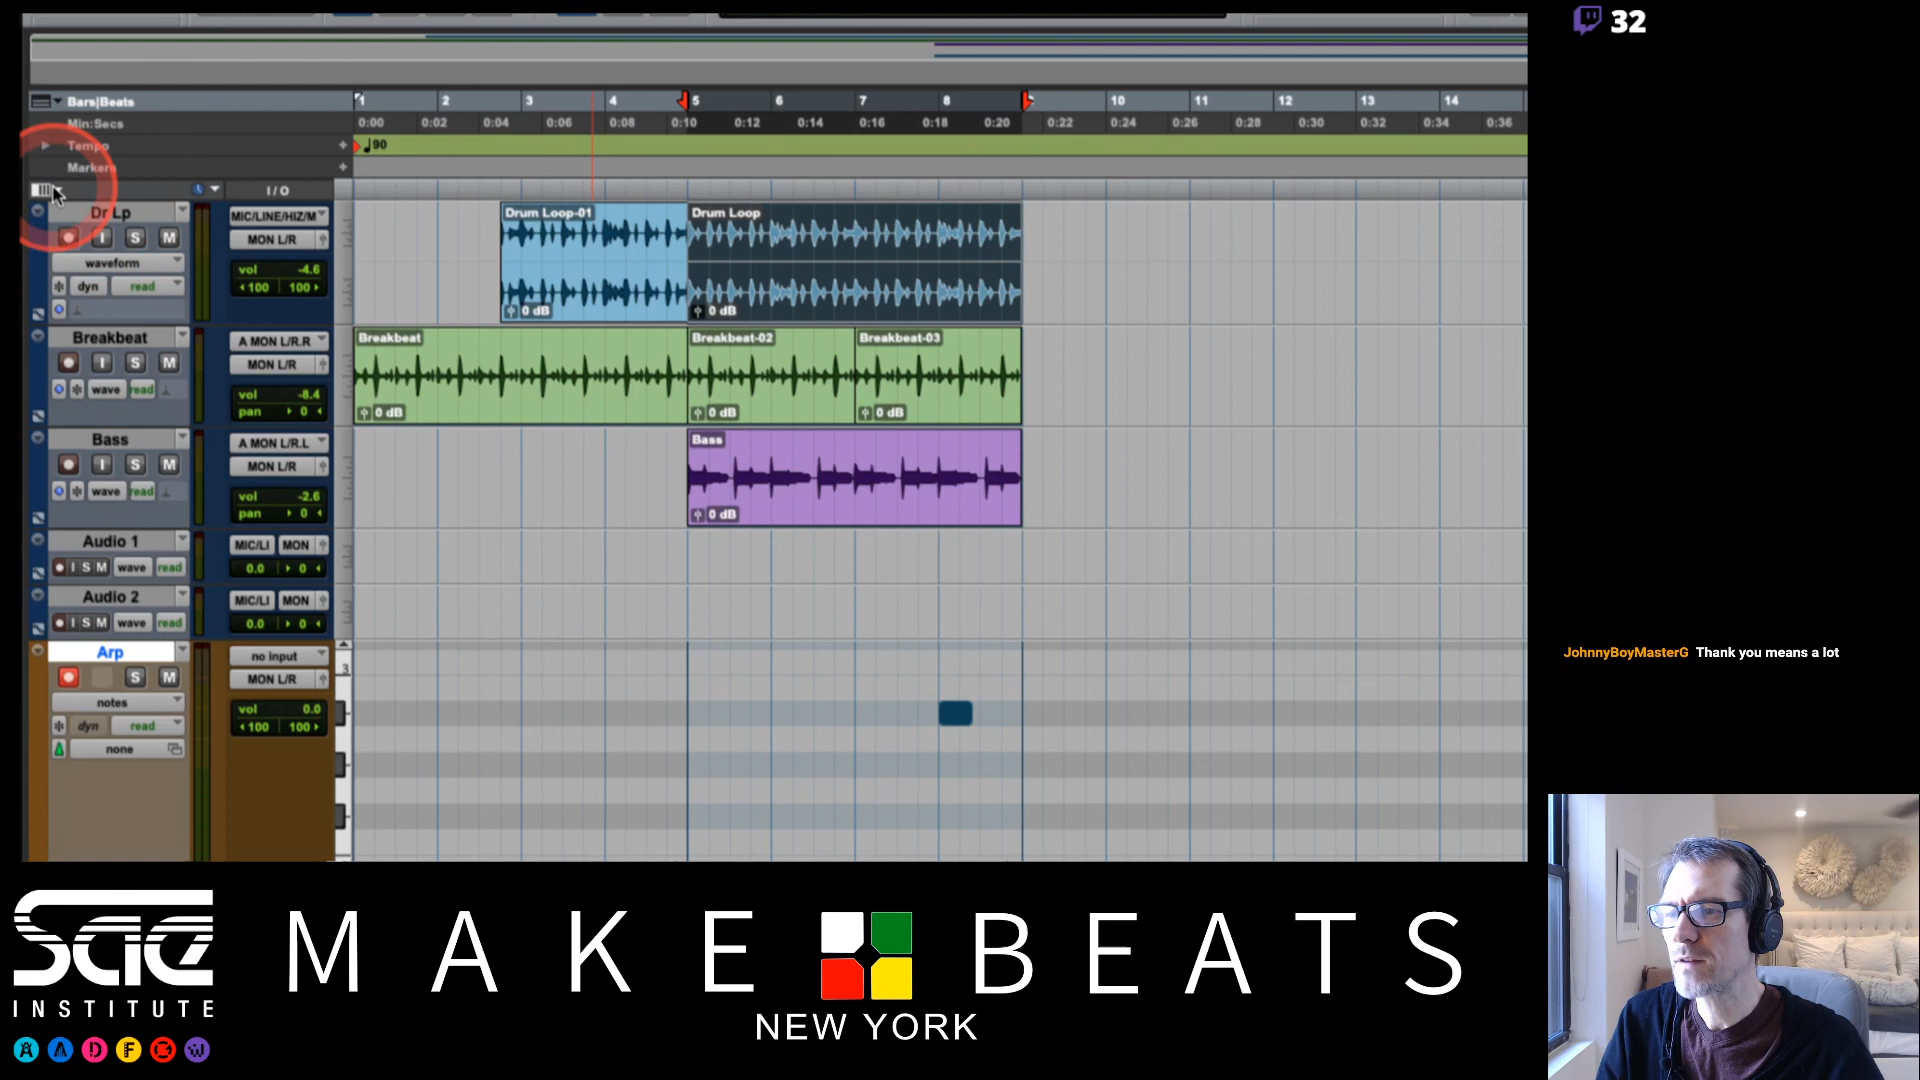 32
Bars|Beats 1 2 3 4 5 6 7 8 10 11 12 13 14
Min:Secs 0:00 0:02 0:04 0:06 0:08 0:10 0:12 0:14 0:16 0:18 0:20 0:22 0:24 0:26 0:28 0:30 0:32 0:34 0:36
Tempo + 90
Markers +
I / O
Dr Lp MIC/LINE/HIZ/M Drum Loop-01 Drum Loop
I S M MON L/R
waveform vol -4.6
dyn read 100 100 0 dB 0 dB
Breakbeat A MON L/R.R Breakbeat Breakbeat-02 Breakbeat-03
I S M MON L/R
wave read vol -8.4
pan 0 0 dB 0 dB 0 dB
Bass A MON L/R.L Bass
I S M MON L/R
wave read vol -2.6
pan 0 0 dB
Audio 1 MIC/LI MON
I S M wave read 0.0 0
Audio 2 MIC/LI MON
I S M wave read 0.0 0
Arp no input 3
S M MON L/R
notes vol 0.0
dyn read 100 100
none
JohnnyBoyMasterG Thank you means a lot
sae
INSTITUTE
A A D F W
MAKE BEATS
NEW YORK